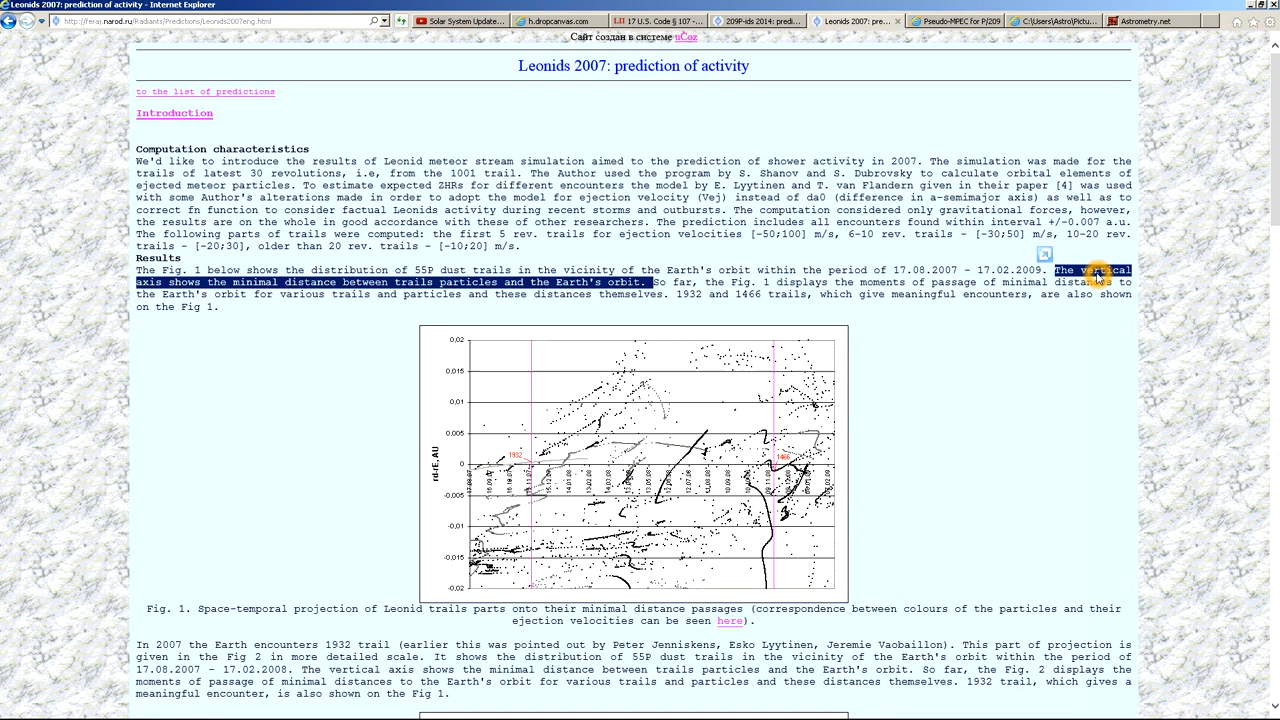 Leonids 2007: prediction of activity - Internet Explorer
http://feraj.narod.ru/Radiants/Predictions/Leonids2007eng.html
Solar System Update...
h.dropcanvas.com
17 U.S. Code § 107 -...
209P-ids 2014: predi...
Leonids 2007: pre...
Pseudo-MPEC for P/209
C:\Users\Astro\Pictu...
Astrometry.net
Сайт создан в системе uCoz
Leonids 2007: prediction of activity
to the list of predictions
Introduction
Computation characteristics
We'd like to introduce the results of Leonid meteor stream simulation aimed to the prediction of shower activity in 2007. The simulation was made for the
trails of latest 30 revolutions, i.e, from the 1001 trail. The Author used the program by S. Shanov and S. Dubrovsky to calculate orbital elements of
ejected meteor particles. To estimate expected ZHRs for different encounters the model by E. Lyytinen and T. van Flandern given in their paper [4] was used
with some Author's alterations made in order to adopt the model for ejection velocity (Vej) instead of da0 (difference in a-semimajor axis) as well as to
correct fn function to consider factual Leonids activity during recent storms and outbursts. The computation considered only gravitational forces, however,
the results are on the whole in good accordance with these of other researchers. The prediction includes all encounters found within interval +/-0.007 a.u.
The following parts of trails were computed: the first 5 rev. trails for ejection velocities [-50;100] m/s, 6-10 rev. trails - [-30;50] m/s, 10-20 rev.
trails - [-20;30], older than 20 rev. trails - [-10;20] m/s.
Results
The Fig. 1 below shows the distribution of 55P dust trails in the vicinity of the Earth's orbit within the period of 17.08.2007 - 17.02.2009. The vertical
axis shows the minimal distance between trails particles and the Earth's orbit. So far, the Fig. 1 displays the moments of passage of minimal distances to
the Earth's orbit for various trails and particles and these distances themselves. 1932 and 1466 trails, which give meaningful encounters, are also shown
on the Fig 1.
0,02
0,015
0,01
0,005
0
-0,005
-0,01
-0,015
-0,02
rd-rE, AU
1932
1466
Fig. 1. Space-temporal projection of Leonid trails parts onto their minimal distance passages (correspondence between colours of the particles and their
ejection velocities can be seen here).
In 2007 the Earth encounters 1932 trail (earlier this was pointed out by Peter Jenniskens, Esko Lyytinen, Jeremie Vaobaillon). This part of projection is
given in the Fig 2 in more detailed scale. It shows the distribution of 55P dust trails in the vicinity of the Earth's orbit within the period of
17.08.2007 - 17.02.2008. The vertical axis shows the minimal distance between trails particles and the Earth's orbit. So far, the Fig. 2 displays the
moments of passage of minimal distances to the Earth's orbit for various trails and particles and these distances themselves. 1932 trail, which gives a
meaningful encounter, is also shown on the Fig 1.